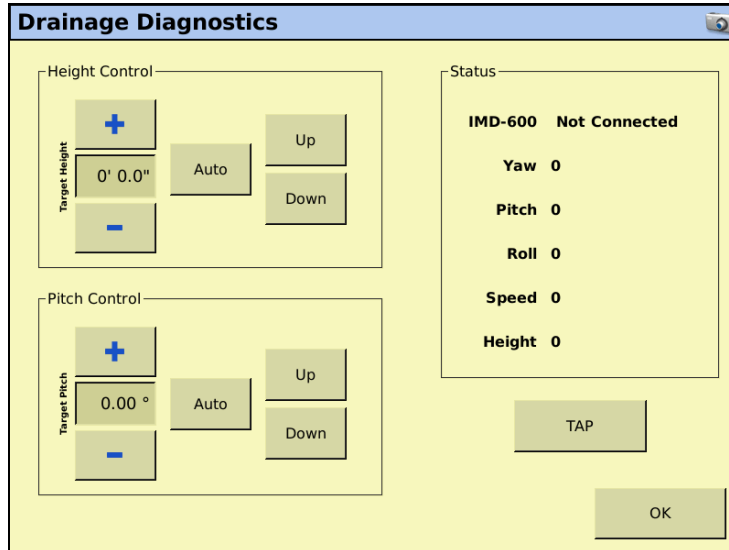 Drainage Diagnostics
Height Control
+
Target Height
0' 0.0"
-
Auto
Up
Down
Pitch Control
+
Target Pitch
0.00 °
-
Auto
Up
Down
Status
IMD-600 Not Connected
Yaw 0
Pitch 0
Roll 0
Speed 0
Height 0
TAP
OK